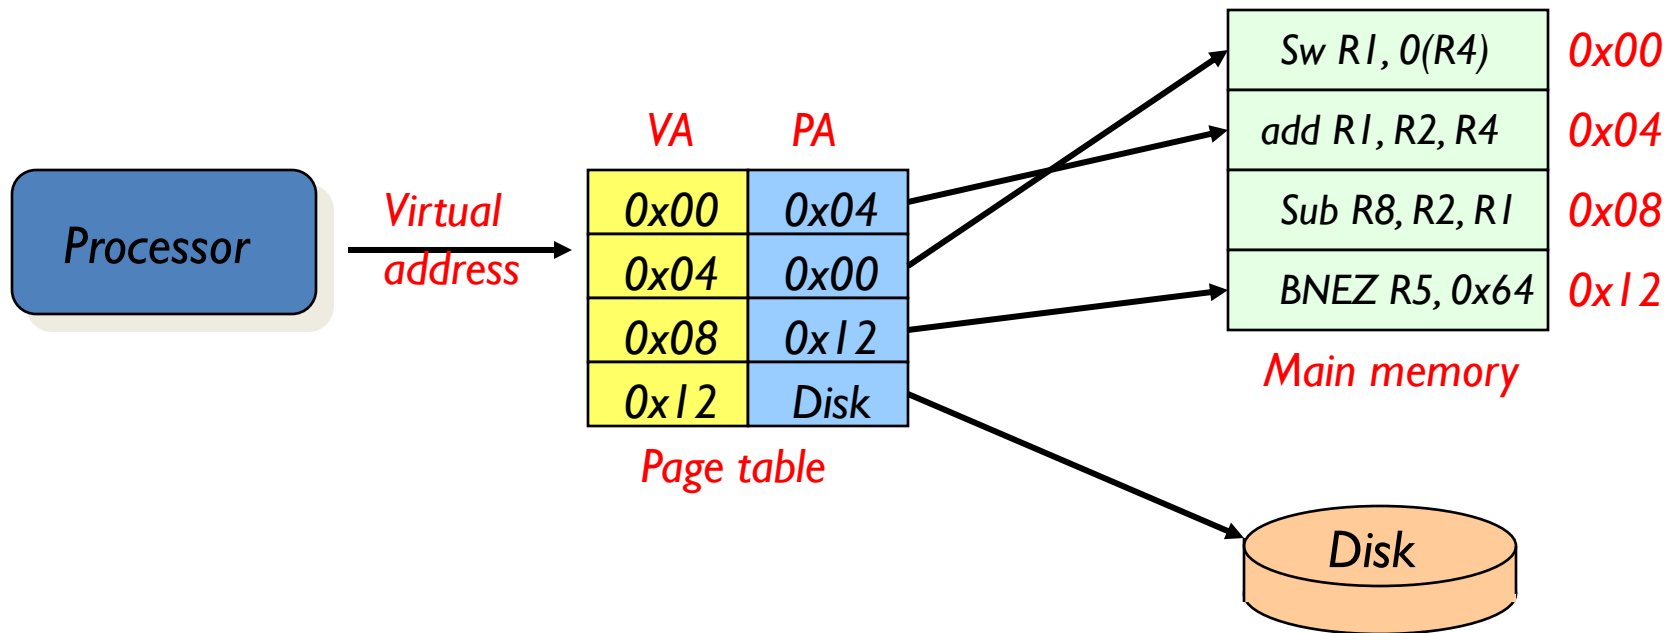 Processor
Virtual
address
VA PA
0x00 0x04
0x04 0x00
0x08 0x12
0x12 Disk
Page table
Sw R1, 0(R4) 0x00
add R1, R2, R4 0x04
Sub R8, R2, R1 0x08
BNEZ R5, 0x64 0x12
Main memory
Disk